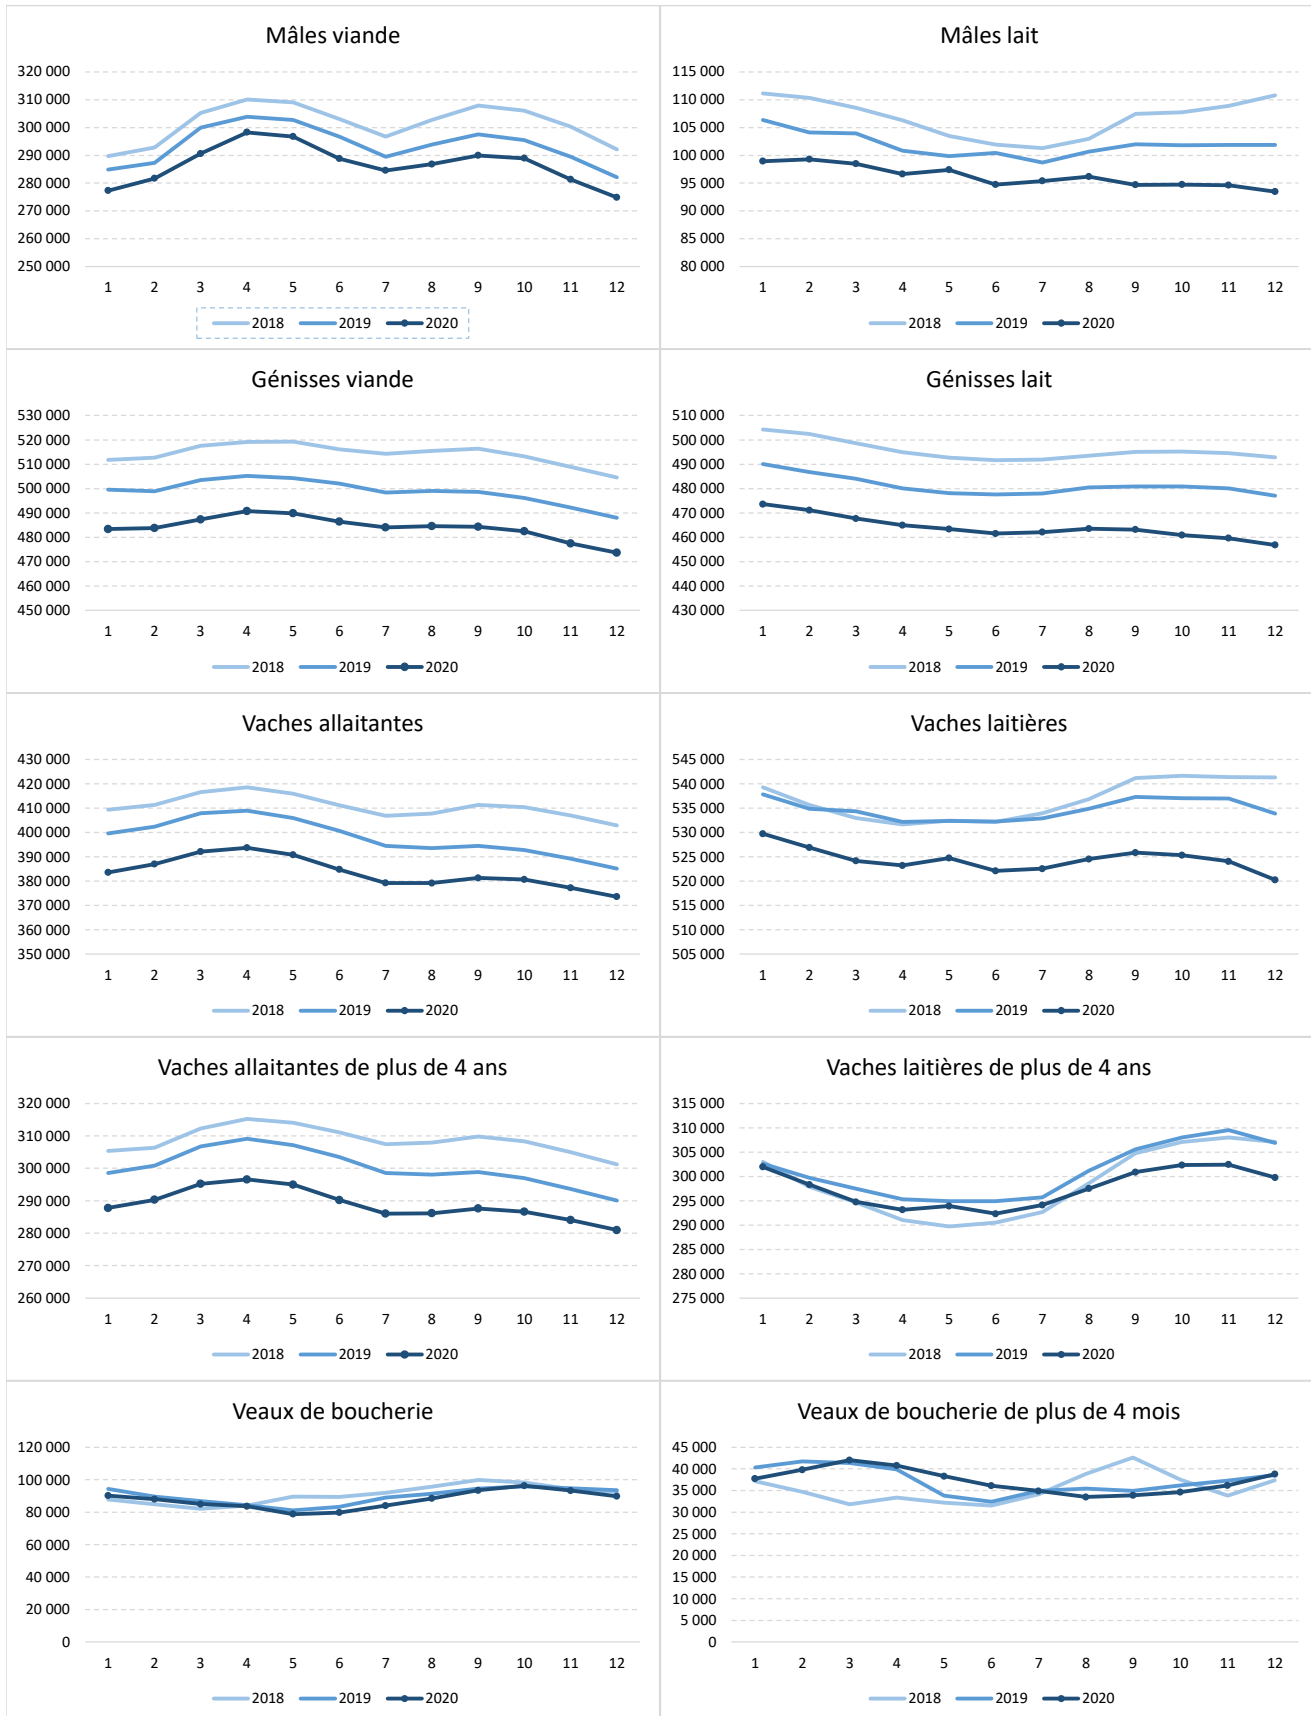 Mâles viande
320 000
310 000
300 000
290 000
280 000
270 000
260 000
250 000
1 2 3 4 5 6 7 8 9 10 11 12
2018 2019 2020
Mâles lait
115 000
110 000
105 000
100 000
95 000
90 000
85 000
80 000
1 2 3 4 5 6 7 8 9 10 11 12
2018 2019 2020
Génisses viande
530 000
520 000
510 000
500 000
490 000
480 000
470 000
460 000
450 000
1 2 3 4 5 6 7 8 9 10 11 12
2018 2019 2020
Génisses lait
510 000
500 000
490 000
480 000
470 000
460 000
450 000
440 000
430 000
1 2 3 4 5 6 7 8 9 10 11 12
2018 2019 2020
Vaches allaitantes
430 000
420 000
410 000
400 000
390 000
380 000
370 000
360 000
350 000
1 2 3 4 5 6 7 8 9 10 11 12
2018 2019 2020
Vaches laitières
545 000
540 000
535 000
530 000
525 000
520 000
515 000
510 000
505 000
1 2 3 4 5 6 7 8 9 10 11 12
2018 2019 2020
Vaches allaitantes de plus de 4 ans
320 000
310 000
300 000
290 000
280 000
270 000
260 000
1 2 3 4 5 6 7 8 9 10 11 12
2018 2019 2020
Vaches laitières de plus de 4 ans
315 000
310 000
305 000
300 000
295 000
290 000
285 000
280 000
275 000
1 2 3 4 5 6 7 8 9 10 11 12
2018 2019 2020
Veaux de boucherie
120 000
100 000
80 000
60 000
40 000
20 000
0
1 2 3 4 5 6 7 8 9 10 11 12
2018 2019 2020
Veaux de boucherie de plus de 4 mois
45 000
40 000
35 000
30 000
25 000
20 000
15 000
10 000
5 000
0
1 2 3 4 5 6 7 8 9 10 11 12
2018 2019 2020